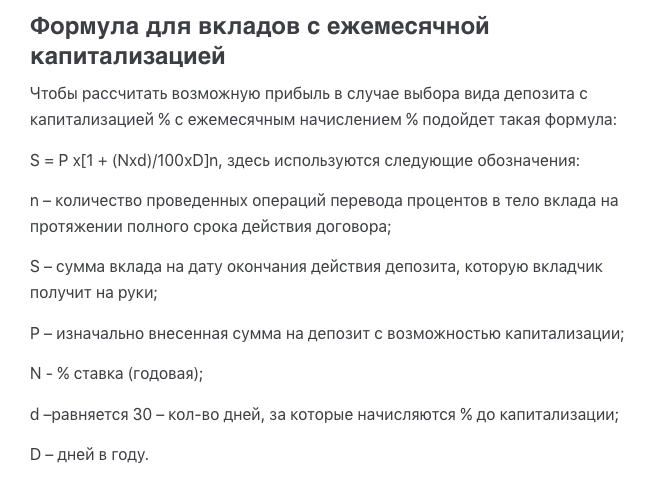 Формула для вкладов с ежемесячной
капитализацией
Чтобы рассчитать возможную прибыль в случае выбора вида депозита с
капитализацией % с ежемесячным начислением % подойдет такая формула:
S = P x[1 + (Nxd)/100xD]n, здесь используются следующие обозначения:
n – количество проведенных операций перевода процентов в тело вклада на
протяжении полного срока действия договора;
S – сумма вклада на дату окончания действия депозита, которую вкладчик
получит на руки;
P – изначально внесенная сумма на депозит с возможностью капитализации;
N - % ставка (годовая);
d –равняется 30 – кол-во дней, за которые начисляются % до капитализации;
D – дней в году.